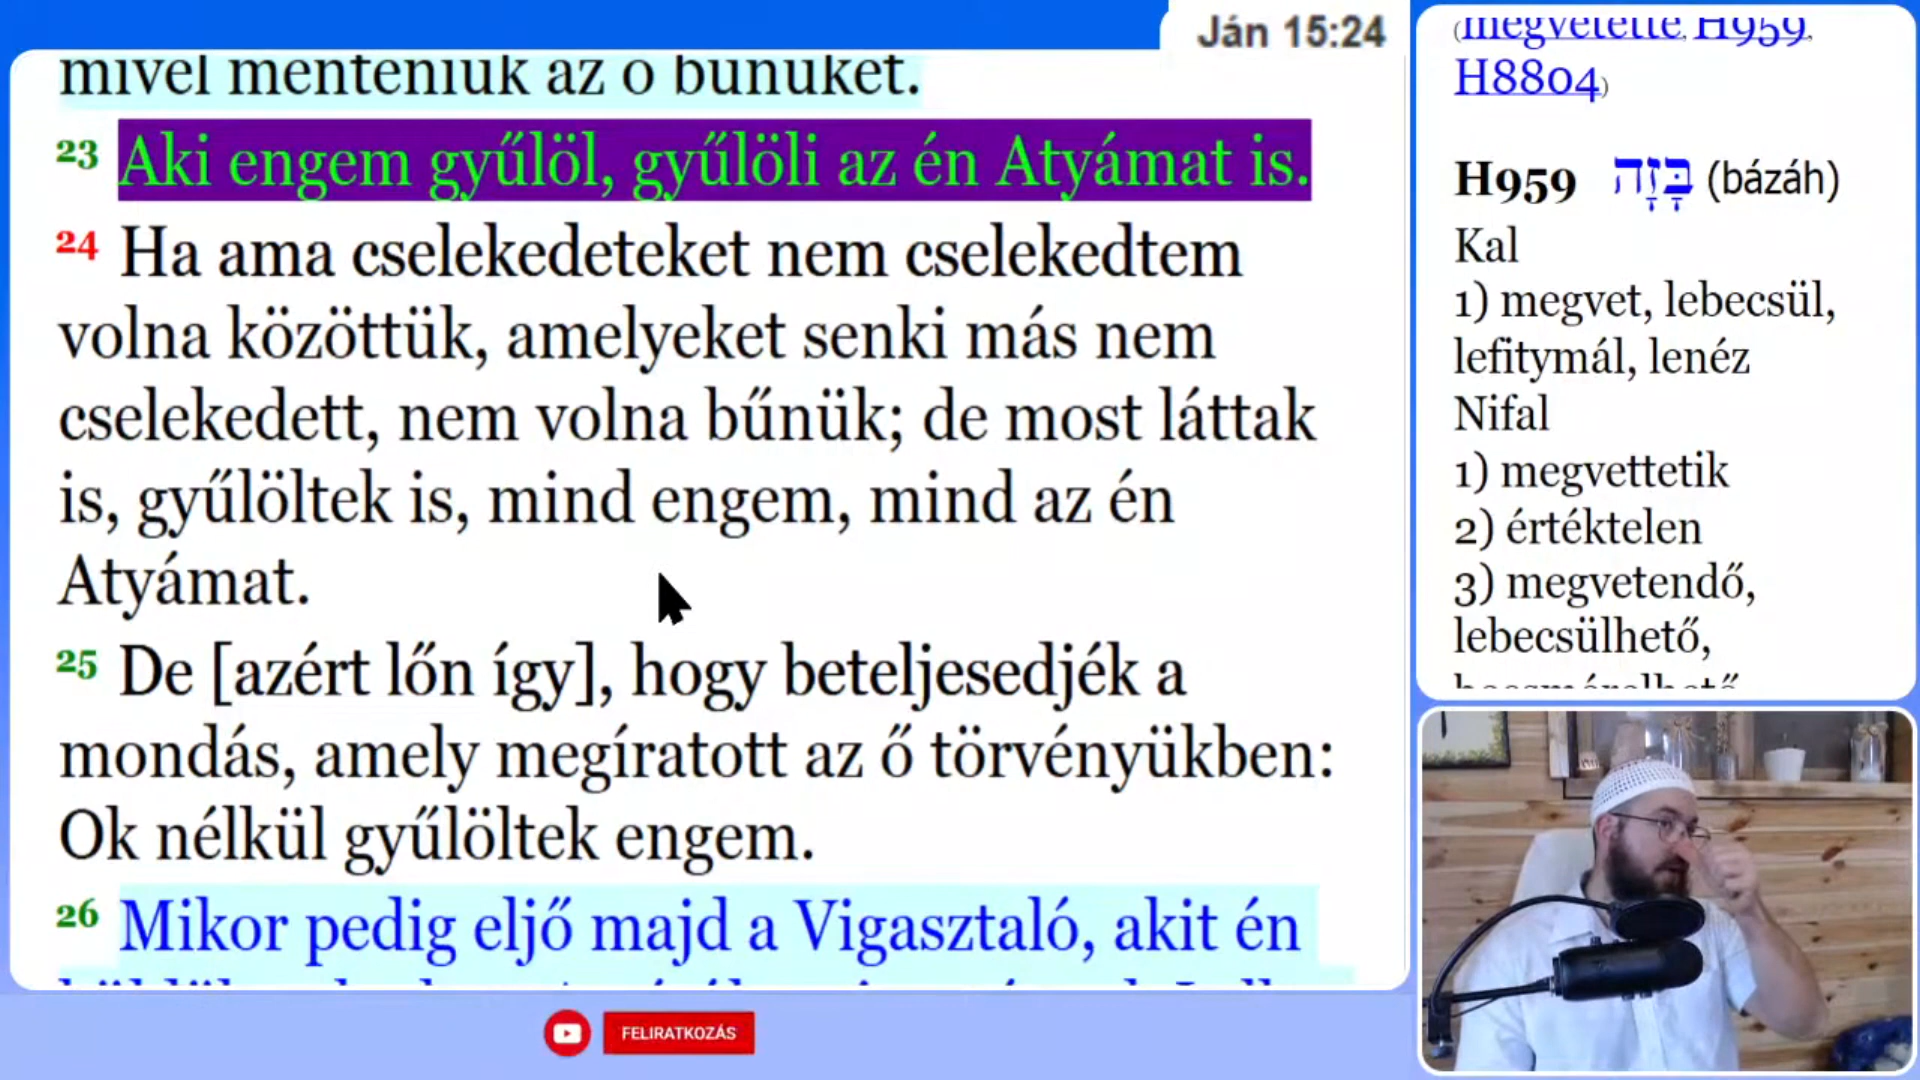 Ján 15:24
mivel menteniük az ő bűnüket.
23 Aki engem gyűlöl, gyűlöli az én Atyámat is.
24 Ha ama cselekedeteket nem cselekedtem
volna közöttük, amelyeket senki más nem
cselekedett, nem volna bűnük; de most láttak
is, gyűlöltek is, mind engem, mind az én
Atyámat.
25 De [azért lőn így], hogy beteljesedjék a
mondás, amely megíratott az ő törvényükben:
Ok nélkül gyűlöltek engem.
26 Mikor pedig eljő majd a Vigasztaló, akit én
(megvetette, H959,
H8804)
H959 בָּזָה (bázáh)
Kal
1) megvet, lebecsül,
lefitymál, lenéz
Nifal
1) megvettetik
2) értéktelen
3) megvetendő,
lebecsülhető,
FELIRATKOZÁS